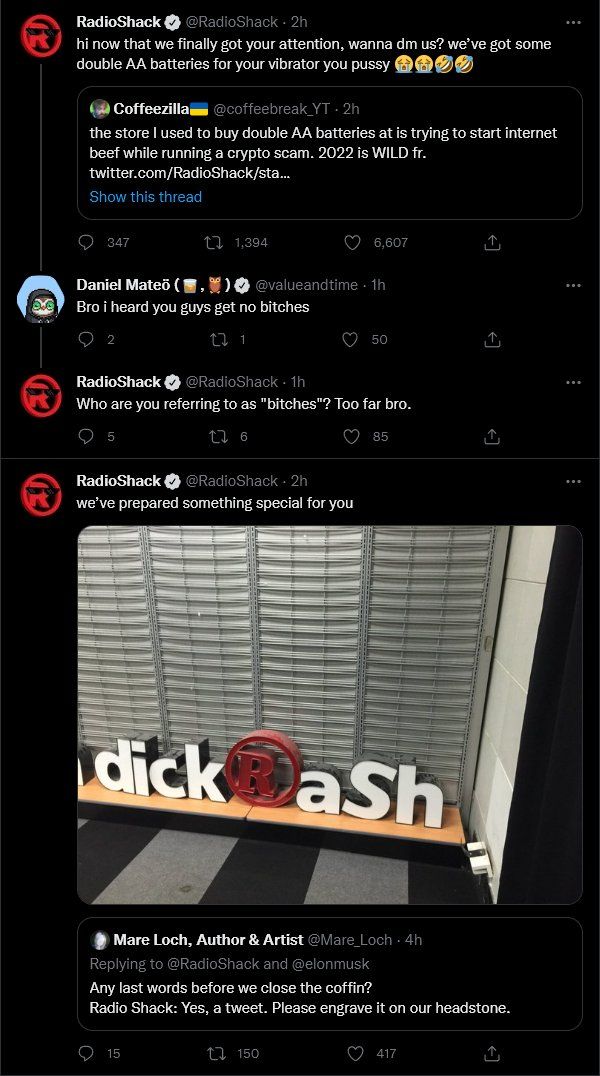 RadioShack @RadioShack · 2h
hi now that we finally got your attention, wanna dm us? we’ve got some
double AA batteries for your vibrator you pussy 😭😭🤣🤣
Coffeezilla🇺🇦 @coffeebreak_YT · 2h
the store I used to buy double AA batteries at is trying to start internet
beef while running a crypto scam. 2022 is WILD fr.
twitter.com/RadioShack/sta...
Show this thread
347 1,394 6,607
Daniel Mateö (🥃,🦉) @valueandtime · 1h
Bro i heard you guys get no bitches
2 1 50
RadioShack @RadioShack · 1h
Who are you referring to as "bitches"? Too far bro.
5 6 85
RadioShack @RadioShack · 2h
we’ve prepared something special for you
dick R aSh
Mare Loch, Author & Artist @Mare_Loch · 4h
Replying to @RadioShack and @elonmusk
Any last words before we close the coffin?
Radio Shack: Yes, a tweet. Please engrave it on our headstone.
15 150 417